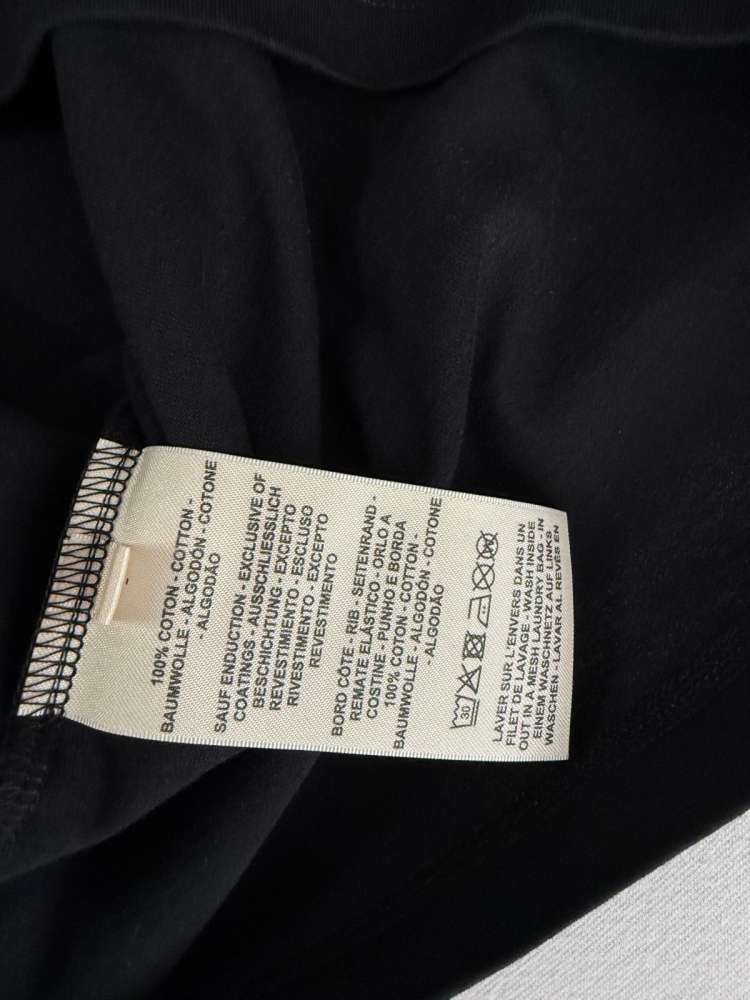 100% COTON - COTTON -
BAUMWOLLE - ALGODÓN - COTONE
- ALGODÃO
SAUF ENDUCTION - EXCLUSIVE OF
COATINGS - AUSSCHLIESSLICH
BESCHICHTUNG - EXCEPTO
REVESTIMIENTO - ESCLUSO
RIVESTIMENTO - EXCEPTO
REVESTIMENTO
BORD CÔTE - RIB - SEITENRAND -
REMATE ELÁSTICO - ORLO A
COSTINE - PUNHO E BORDA
100% COTON - COTTON -
BAUMWOLLE - ALGODÓN - COTONE
- ALGODÃO
30
LAVER SUR L'ENVERS DANS UN
FILET DE LAVAGE - WASH INSIDE
OUT IN A MESH LAUNDRY BAG - IN
EINEM WASCHNETZ AUF LINKS
WASCHEN - LAVAR AL REVÉS EN